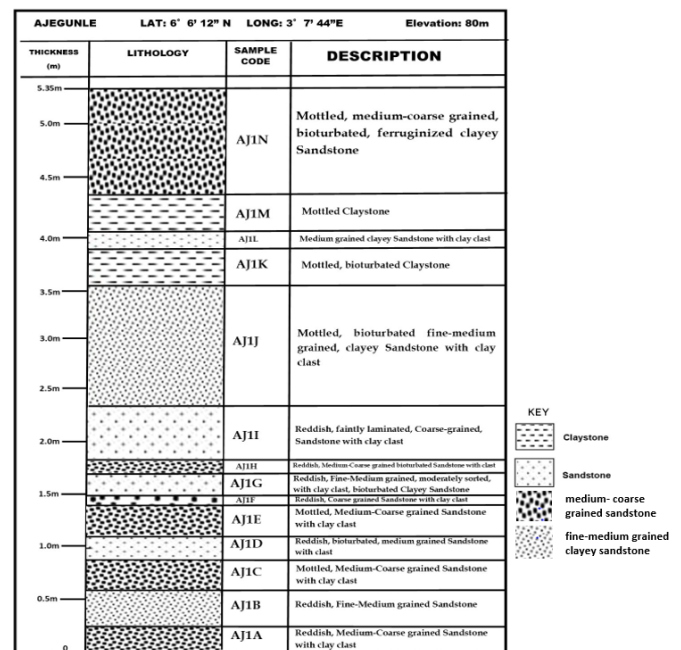 AJEGUNLE LAT: 6° 6' 12" N LONG: 3° 7' 44"E Elevation: 80m
THICKNESS (m) LITHOLOGY SAMPLE CODE DESCRIPTION
5.35m
Mottled, medium-coarse grained,
bioturbated, ferruginized clayey
Sandstone
5.0m
AJ1N
4.5m
AJ1M Mottled Claystone
4.0m AJ1L Medium grained clayey Sandstone with clay clast
AJ1K Mottled, bioturbated Claystone
3.5m
3.0m AJ1J
Mottled, bioturbated fine-medium
grained, clayey Sandstone with clay
clast
2.5m
2.0m AJ1I
Reddish, faintly laminated, Coarse-grained,
Sandstone with clay clast
AJ1H Reddish, Medium-Coarse grained bioturbated Sandstone with clast
AJ1G
Reddish, Fine-Medium grained, moderately sorted,
with clay clast, bioturbated Clayey Sandstone
1.5m AJ1F Reddish, Coarse grained Sandstone with clay clast
AJ1E
Mottled, Medium-Coarse grained Sandstone
with clay clast
1.0m AJ1D
Reddish, bioturbated, medium grained Sandstone
with clast
AJ1C
Mottled, Medium-Coarse grained Sandstone
with clay clast
0.5m AJ1B Reddish, Fine-Medium grained Sandstone
AJ1A
Reddish, Medium-Coarse grained Sandstone
with clay clast
0
KEY
Claystone
Sandstone
medium- coarse
grained sandstone
fine-medium grained
clayey sandstone